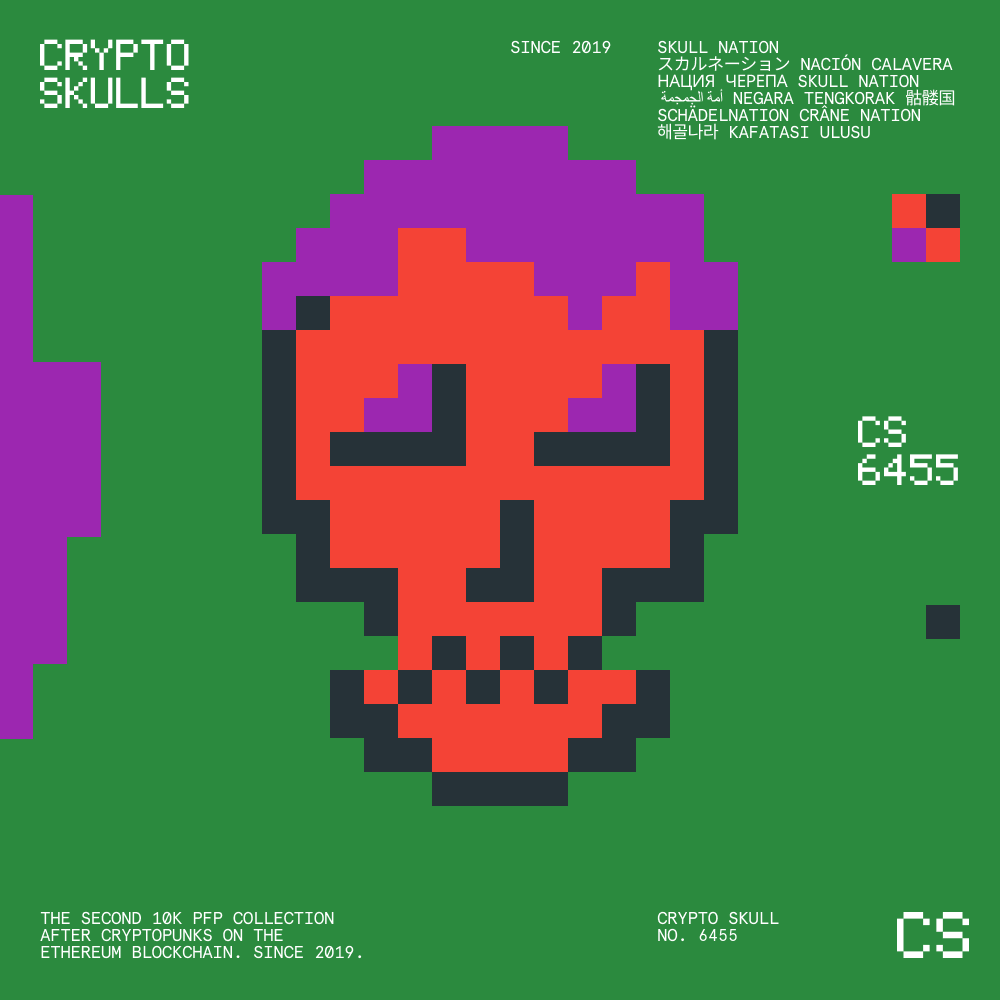 CRYPTO
SKULLS
SINCE 2019
SKULL NATION
スカルネーション NACIÓN CALAVERA
НАЦИЯ ЧЕРЕПА SKULL NATION
أمة الجمجمة NEGARA TENGKORAK 骷髅国
SCHÄDELNATION CRÂNE NATION
해골나라 KAFATASI ULUSU
CS
6455
THE SECOND 10K PFP COLLECTION
AFTER CRYPTOPUNKS ON THE
ETHEREUM BLOCKCHAIN. SINCE 2019.
CRYPTO SKULL
NO. 6455
CS